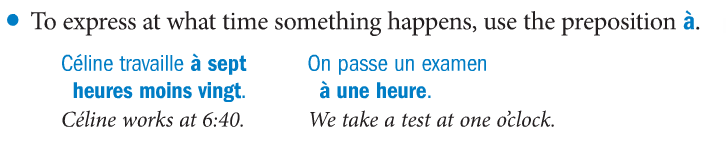 • To express at what time something happens, use the preposition à.
Céline travaille à sept
heures moins vingt.
Céline works at 6:40.
On passe un examen
à une heure.
We take a test at one o'clock.